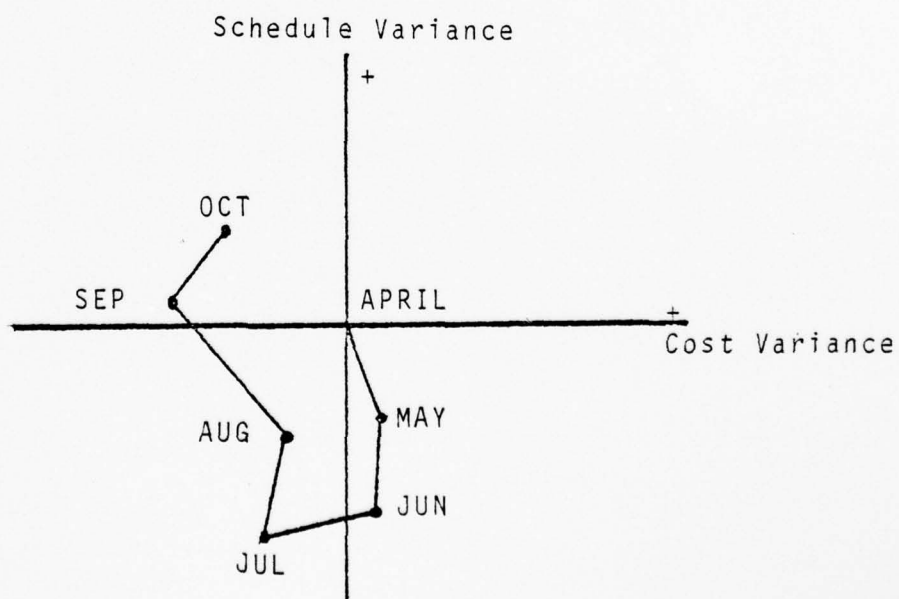 Schedule Variance
+
OCT
SEP
APRIL
+
Cost Variance
MAY
AUG
JUN
JUL